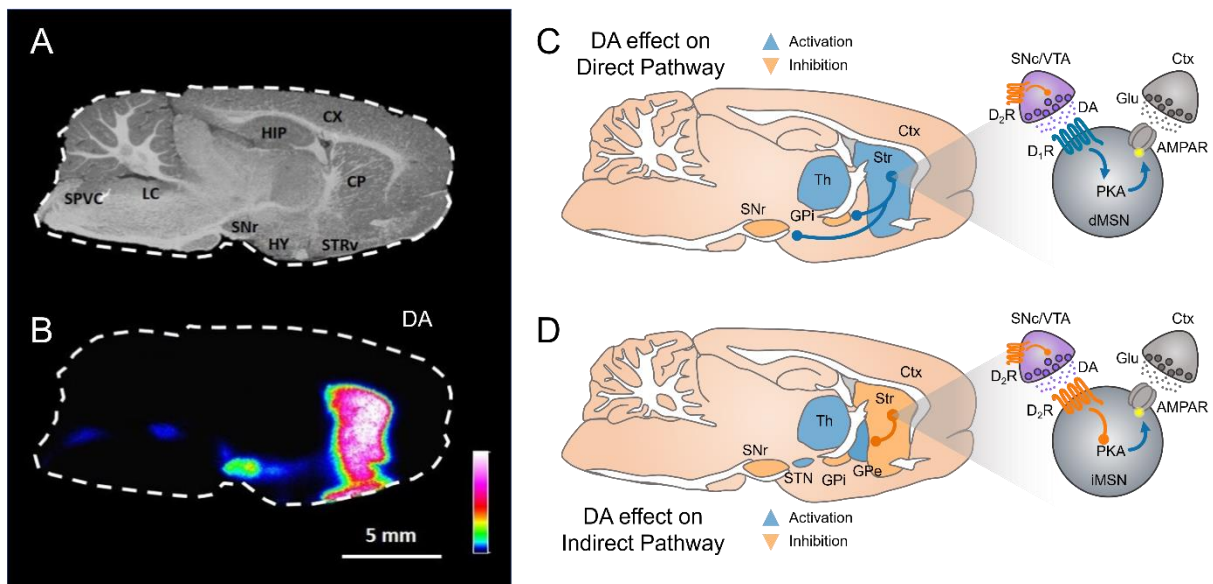 A
HIP
CX
CP
SPVC
LC
SNr
HY
STRv
B
DA
5 mm
C
DA effect on
Direct Pathway
Activation
Inhibition
Ctx
Str
Th
SNr
GPi
SNc/VTA
Ctx
D2R
DA
Glu
D1R
AMPAR
PKA
dMSN
D
Ctx
Str
Th
SNr
STN
GPi
GPe
DA effect on
Indirect Pathway
Activation
Inhibition
SNc/VTA
Ctx
D2R
DA
Glu
D2R
AMPAR
PKA
iMSN